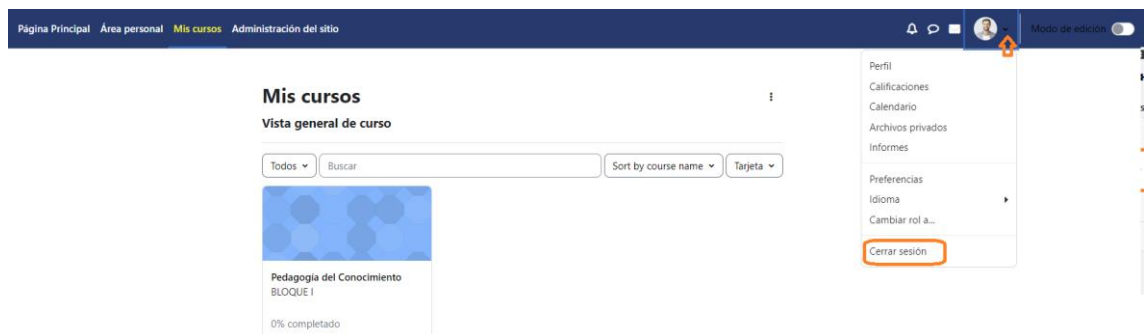 Página Principal Área personal Mis cursos Administración del sitio
Modo de edición
Mis cursos
Vista general de curso
Todos Buscar Sort by course name Tarjeta
Pedagogía del Conocimiento
BLOQUE I
0% completado
Perfil
Calificaciones
Calendario
Archivos privados
Informes
Preferencias
Idioma
Cambiar rol a...
Cerrar sesión